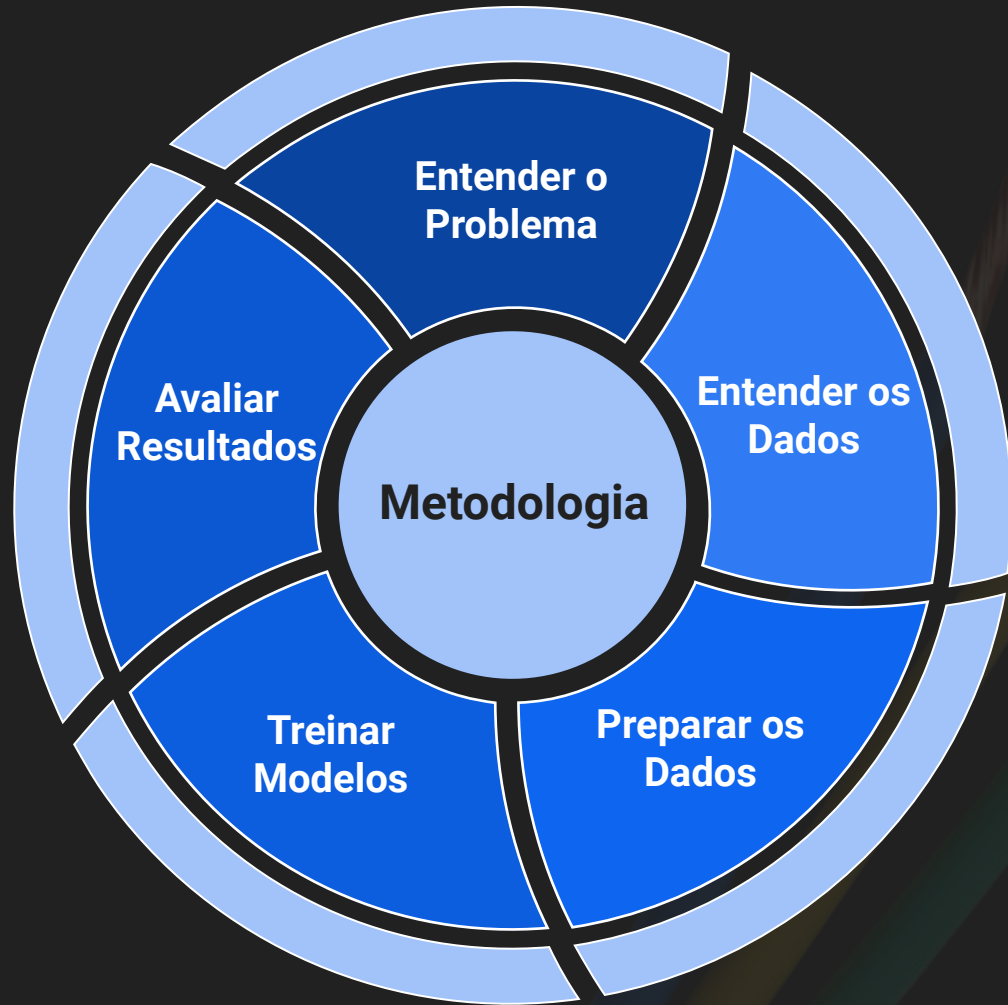 Entender o
Problema
Entender os
Dados
Preparar os
Dados
Treinar
Modelos
Avaliar
Resultados
Metodologia